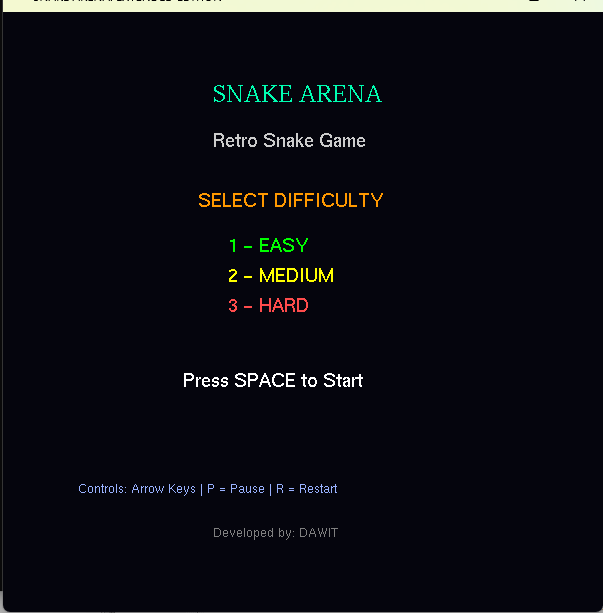 SNAKE ARENA
Retro Snake Game
SELECT DIFFICULTY
1 - EASY
2 - MEDIUM
3 - HARD
Press SPACE to Start
Controls: Arrow Keys | P = Pause | R = Restart
Developed by: DAWIT